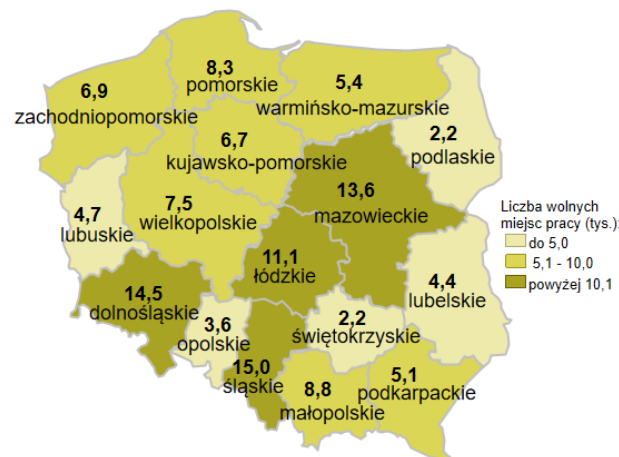 8,3
pomorskie
6,9
zachodniopomorskie
5,4
warmińsko-mazurskie
2,2
podlaskie
6,7
kujawsko-pomorskie
13,6
mazowieckie
7,5
wielkopolskie
4,7
lubuskie
11,1
łódzkie
Liczba wolnych
miejsc pracy (tys.):
do 5,0
5,1 - 10,0
powyżej 10,1
14,5
dolnośląskie
4,4
lubelskie
3,6
opolskie
2,2
świętokrzyskie
15,0
śląskie
8,8
małopolskie
5,1
podkarpackie